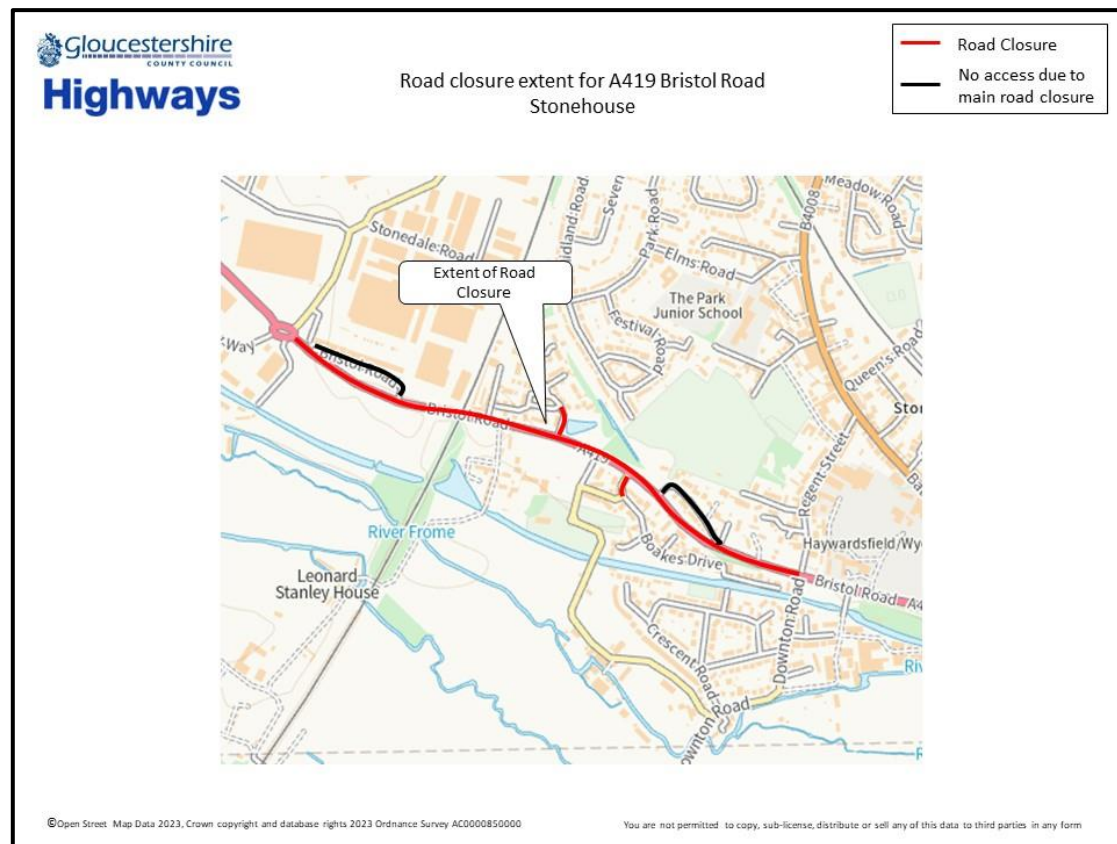 Gloucestershire
COUNTY COUNCIL
Highways
Road closure extent for A419 Bristol Road
Stonehouse
Road Closure
No access due to
main road closure
Meadow Road
B4008
Park Road
Stonedale Road
Elms Road
Extent of Road
Closure
The Park
Junior School
Festival Road
Queen's Road
Way
Bristol Road
Bristol Road
A419
Regent Street
River Frome
Haywardsfield/Wy
Boakes Drive
Leonard
Stanley House
Bristol Road A4
Crescent Road
Downton Road
©Open Street Map Data 2023, Crown copyright and database rights 2023 Ordnance Survey AC0000850000
You are not permitted to copy, sub-license, distribute or sell any of this data to third parties in any form